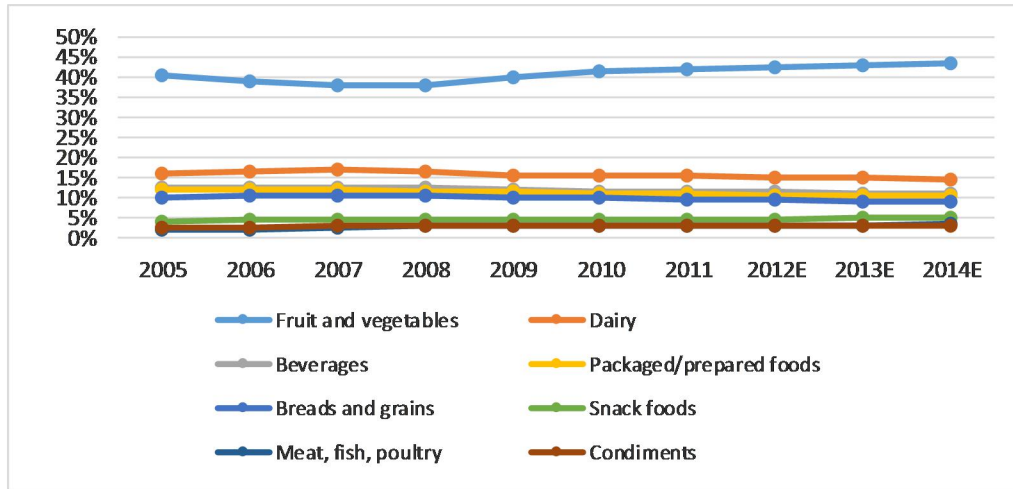 50%
45%
40%
35%
30%
25%
20%
15%
10%
5%
0%
2005 2006 2007 2008 2009 2010 2011 2012E 2013E 2014E
Fruit and vegetables Dairy
Beverages Packaged/prepared foods
Breads and grains Snack foods
Meat, fish, poultry Condiments